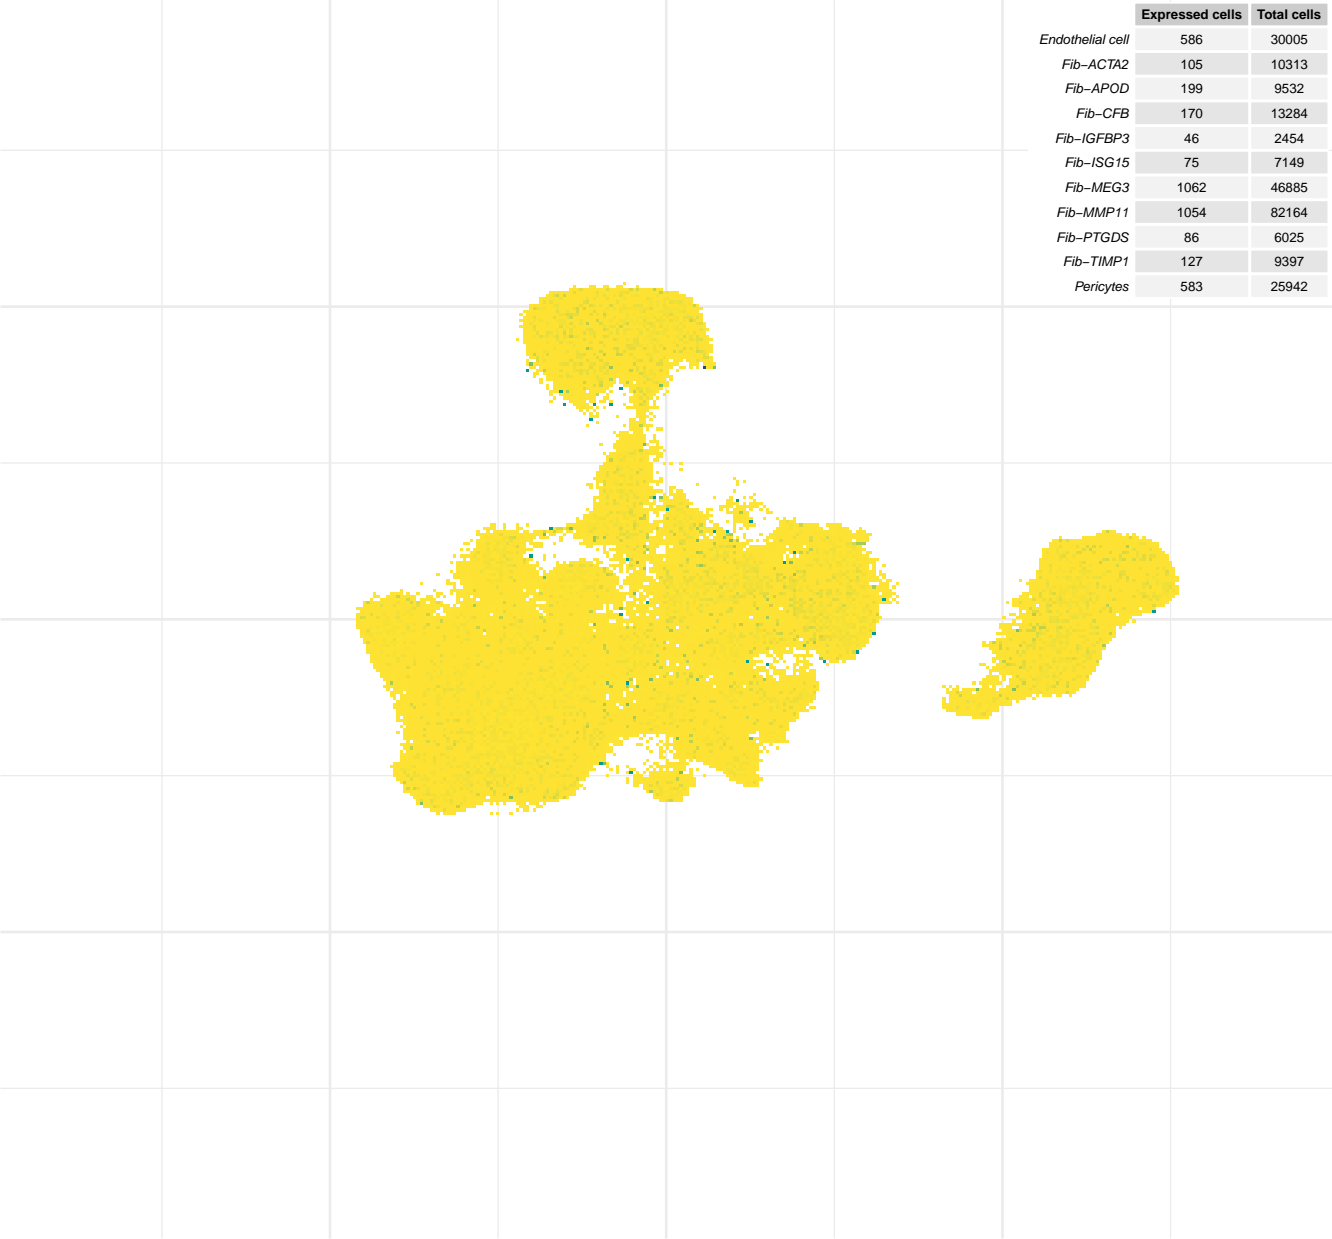 Expressed cells Total cells
Endothelial cell 586 30005
Fib−ACTA2 105 10313
Fib−APOD 199 9532
Fib−CFB 170 13284
Fib−IGFBP3 46 2454
Fib−ISG15 75 7149
Fib−MEG3 1062 46885
Fib−MMP11 1054 82164
Fib−PTGDS 86 6025
Fib−TIMP1 127 9397
Pericytes 583 25942